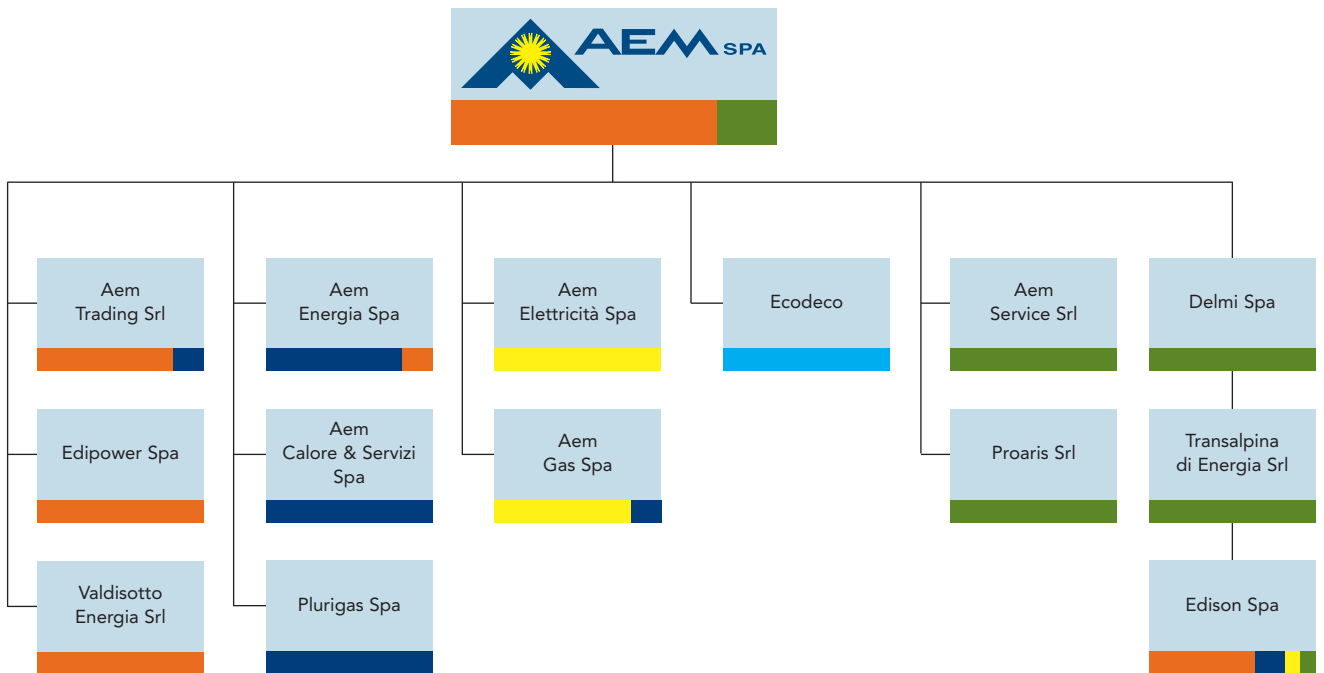 AEM SPA
Aem
Trading Srl
Aem
Energia Spa
Aem
Elettricità Spa
Ecodeco
Aem
Service Srl
Delmi Spa
Edipower Spa
Aem
Calore & Servizi
Spa
Aem
Gas Spa
Proaris Srl
Transalpina
di Energia Srl
Valdisotto
Energia Srl
Plurigas Spa
Edison Spa